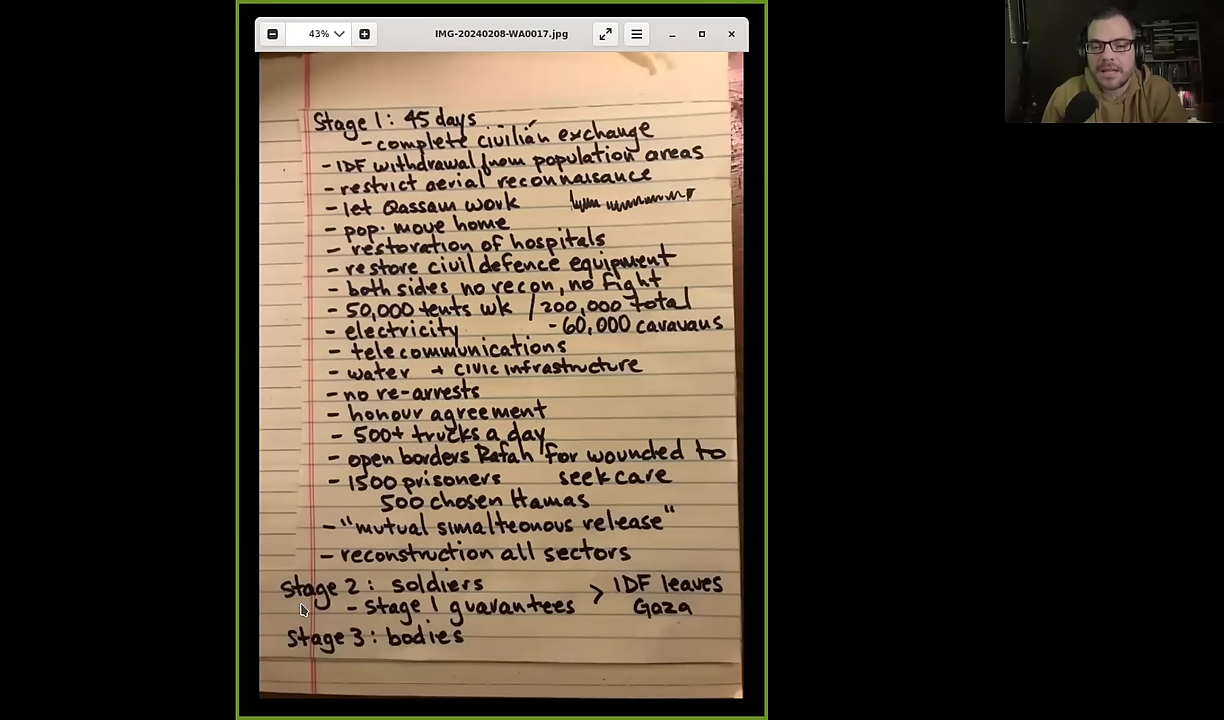 43%
IMG-20240208-WA0017.jpg
Stage 1: 45 days
- complete civilian exchange
- IDF withdrawal from population areas
- restrict aerial reconnaisance
- let Qassam work
- pop. move home
- restoration of hospitals
- restore civil defence equipment
- both sides no recon, no fight
- 50,000 tents wk / 200,000 total
- electricity - 60,000 caravans
- telecommunications
- water + civic infrastructure
- no re-arrests
- honour agreement
- 500+ trucks a day
- open borders Rafah for wounded to
- 1500 prisoners seek care
500 chosen Hamas
- "mutual simalteonous release"
- reconstruction all sectors
Stage 2: soldiers > IDF leaves
- Stage 1 guarantees Gaza
Stage 3: bodies